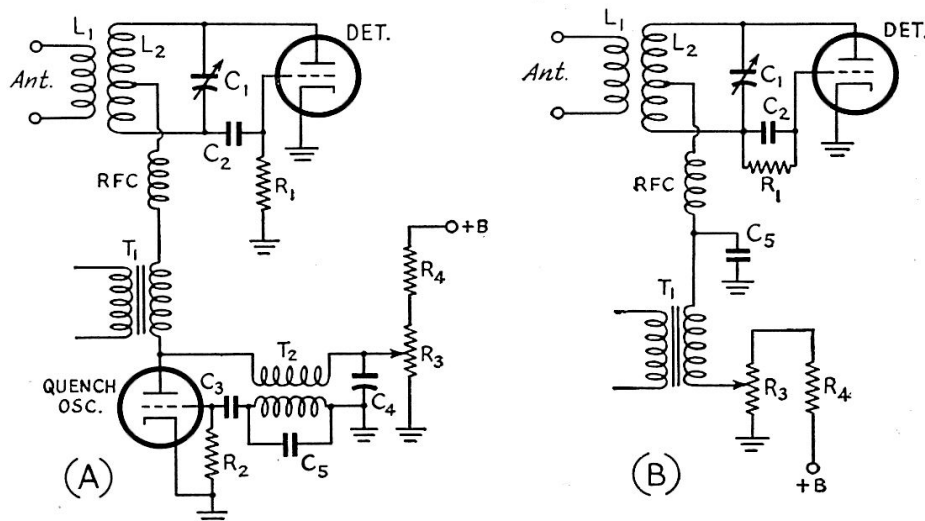 L₁
L₂
Ant.
C₁
DET.
C₂
R₁
RFC
T₁
+B
R₄
R₃
T₂
QUENCH
OSC.
C₃
C₄
R₂
C₅
(A)
L₁
L₂
Ant.
C₁
DET.
C₂
R₁
RFC
C₅
T₁
R₃
R₄
+B
(B)